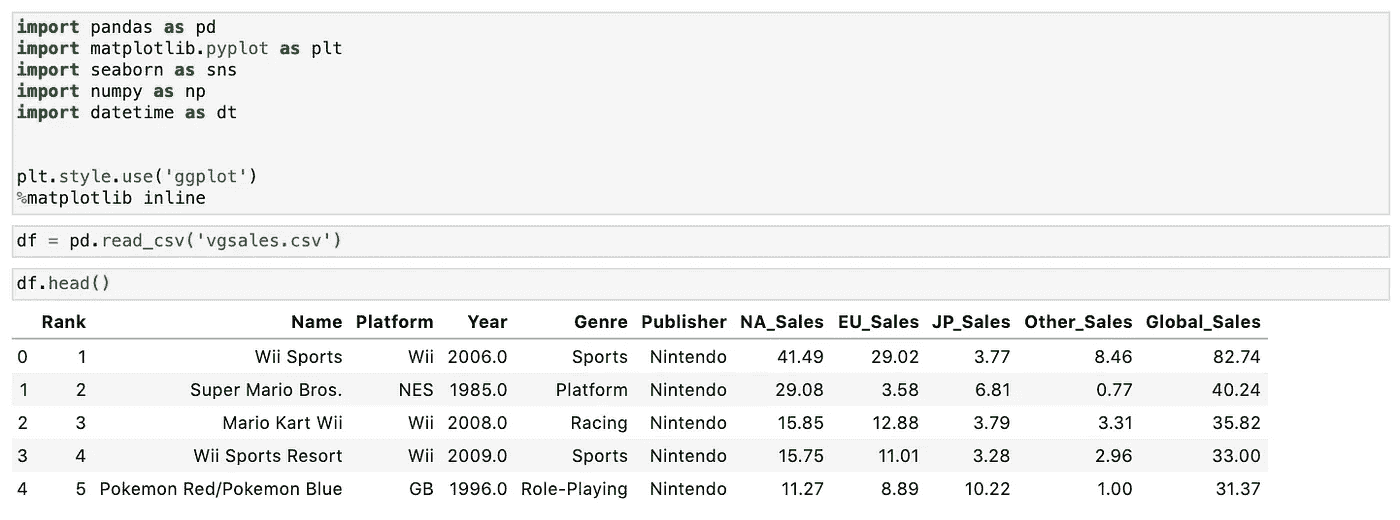 import pandas as pd
import matplotlib.pyplot as plt
import seaborn as sns
import numpy as np
import datetime as dt
plt.style.use('ggplot')
%matplotlib inline
df = pd.read_csv('vgsales.csv')
df.head()
Rank Name Platform Year Genre Publisher NA_Sales EU_Sales JP_Sales Other_Sales Global_Sales
0 1 Wii Sports Wii 2006.0 Sports Nintendo 41.49 29.02 3.77 8.46 82.74
1 2 Super Mario Bros. NES 1985.0 Platform Nintendo 29.08 3.58 6.81 0.77 40.24
2 3 Mario Kart Wii Wii 2008.0 Racing Nintendo 15.85 12.88 3.79 3.31 35.82
3 4 Wii Sports Resort Wii 2009.0 Sports Nintendo 15.75 11.01 3.28 2.96 33.00
4 5 Pokemon Red/Pokemon Blue GB 1996.0 Role-Playing Nintendo 11.27 8.89 10.22 1.00 31.37